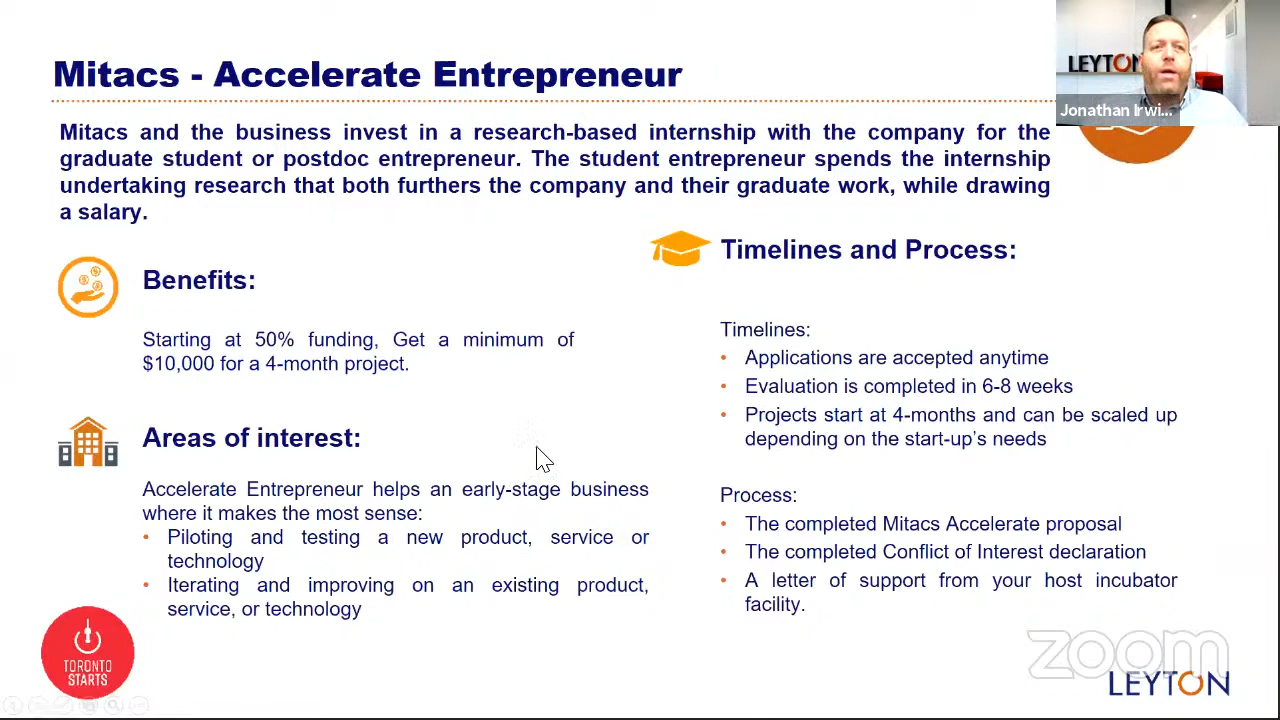 Mitacs - Accelerate Entrepreneur
LEYTON
Jonathan Irwi...
Mitacs and the business invest in a research-based internship with the company for the
graduate student or postdoc entrepreneur. The student entrepreneur spends the internship
undertaking research that both furthers the company and their graduate work, while drawing
a salary.
Benefits:
Starting at 50% funding, Get a minimum of
$10,000 for a 4-month project.
Areas of interest:
Accelerate Entrepreneur helps an early-stage business
where it makes the most sense:
• Piloting and testing a new product, service or
technology
• Iterating and improving on an existing product,
service, or technology
Timelines and Process:
Timelines:
• Applications are accepted anytime
• Evaluation is completed in 6-8 weeks
• Projects start at 4-months and can be scaled up
depending on the start-up's needs
Process:
• The completed Mitacs Accelerate proposal
• The completed Conflict of Interest declaration
• A letter of support from your host incubator
facility.
TORONTO
STARTS
zoom
LEYTON